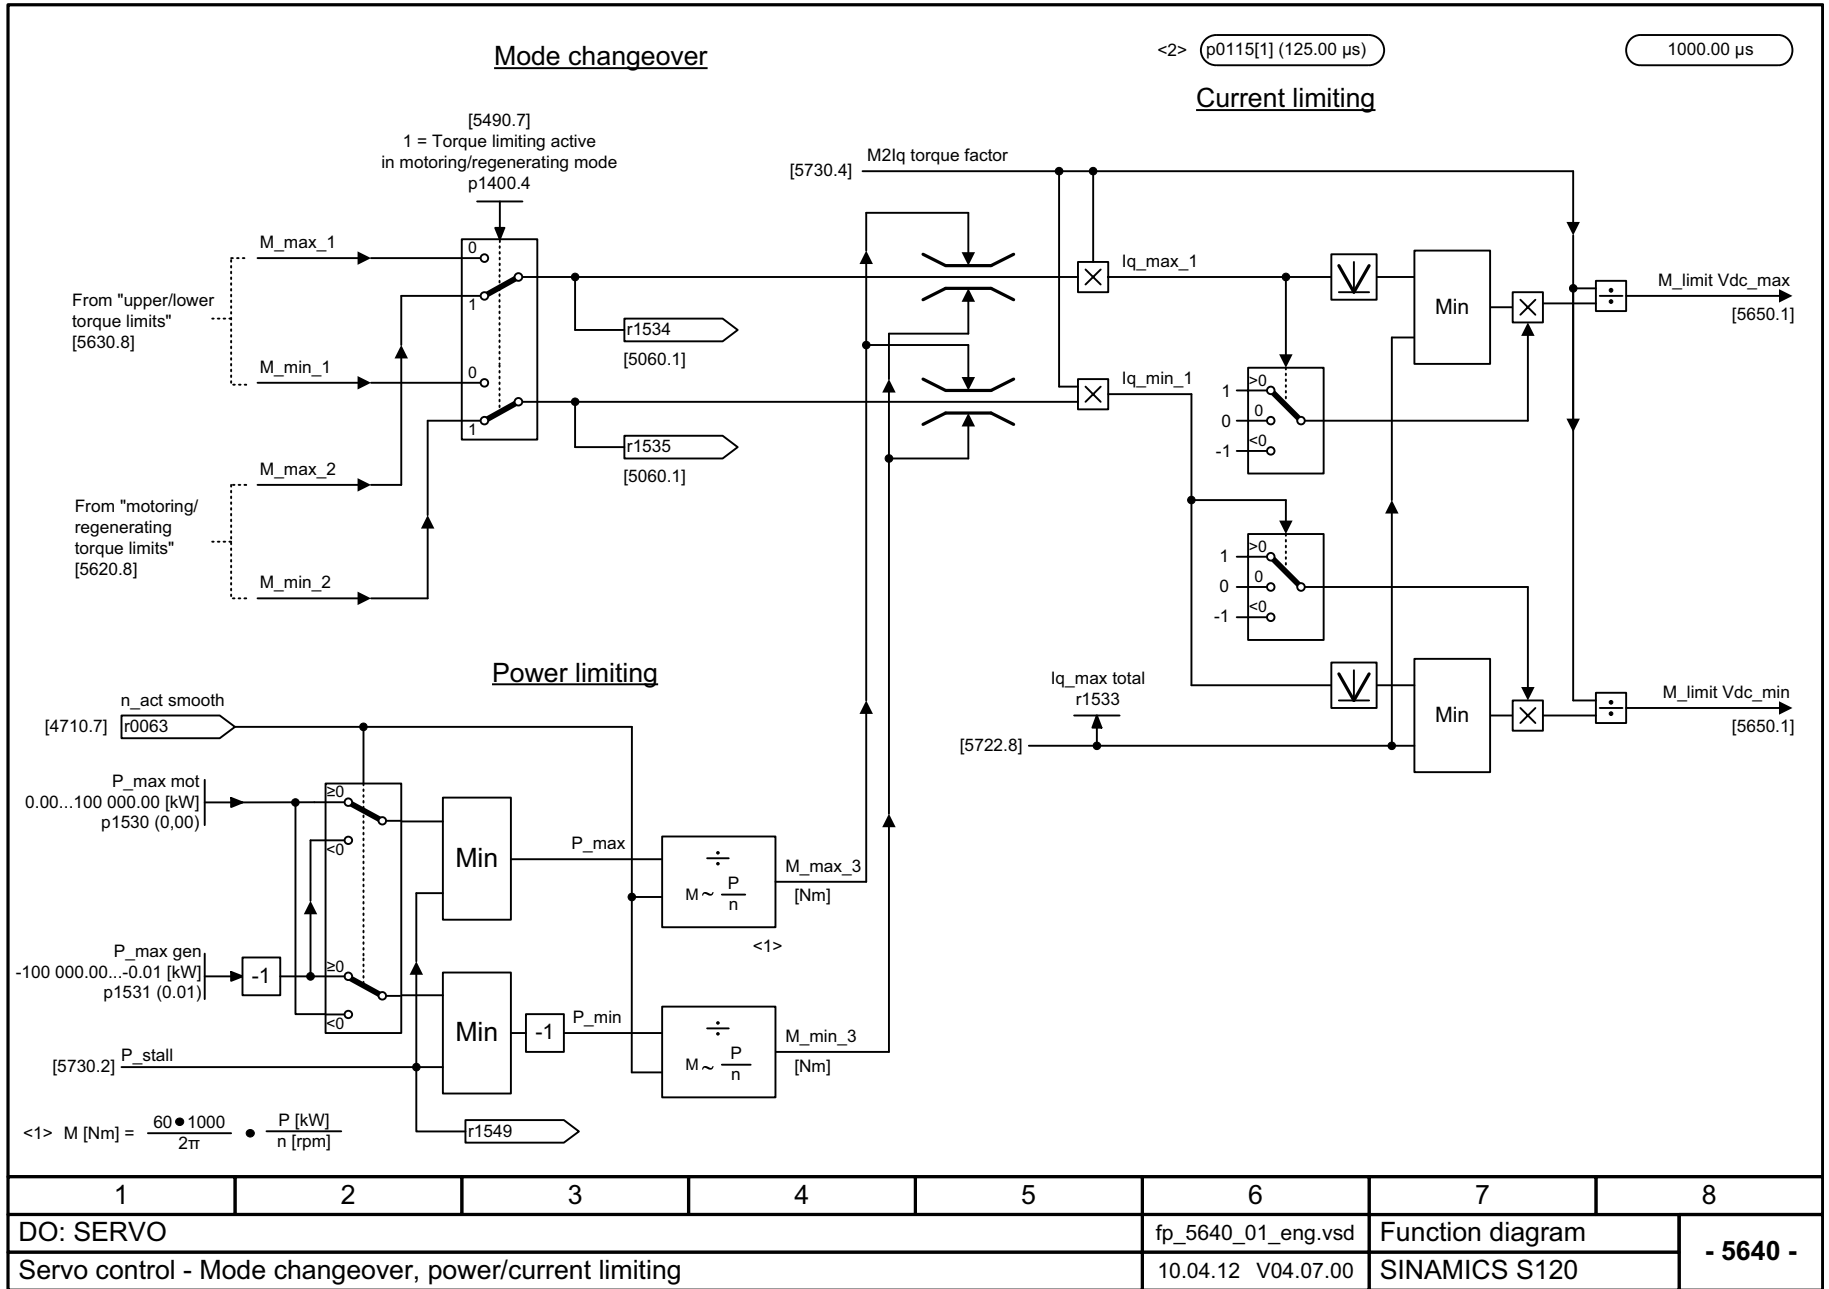 Mode changeover
<2> p0115[1] (125.00 µs)
1000.00 µs
Current limiting
[5490.7]
1 = Torque limiting active
in motoring/regenerating mode
p1400.4
M2Iq torque factor
[5730.4]
M_max_1
0
1
From "upper/lower
torque limits"
[5630.8]
M_min_1
0
1
r1534
[5060.1]
r1535
[5060.1]
Iq_max_1
Min
M_limit Vdc_max
[5650.1]
Iq_min_1
1 >0
0 0
-1 <0
M_max_2
From "motoring/
regenerating
torque limits"
[5620.8]
M_min_2
1 >0
0 0
-1 <0
Iq_max total
r1533
[5722.8]
Min
M_limit Vdc_min
[5650.1]
Power limiting
n_act smooth
[4710.7] r0063
P_max mot
0.00...100 000.00 [kW]
p1530 (0,00)
≥0
<0
Min
P_max
÷
M ~ P
n
M_max_3
[Nm]
<1>
P_max gen
-100 000.00...-0.01 [kW]
p1531 (0.01)
-1
≥0
<0
Min
-1
P_min
÷
M ~ P
n
M_min_3
[Nm]
[5730.2] P_stall
r1549
<1> M [Nm] = 60•1000 • P [kW]
2π n [rpm]
1 2 3 4 5 6 7 8
DO: SERVO
fp_5640_01_eng.vsd
Function diagram
- 5640 -
Servo control - Mode changeover, power/current limiting
10.04.12 V04.07.00
SINAMICS S120